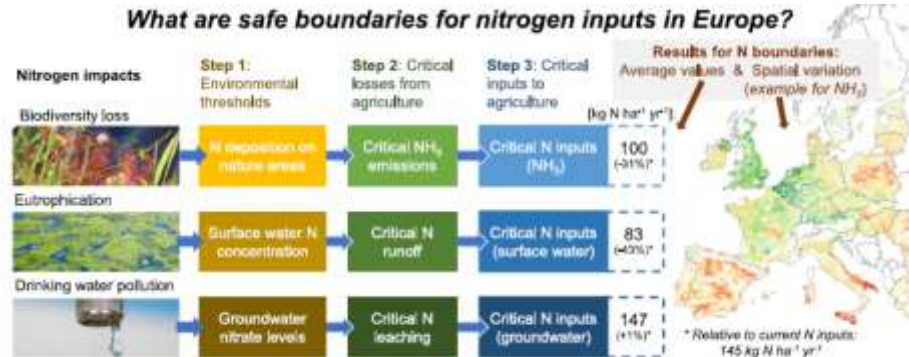 What are safe boundaries for nitrogen inputs in Europe?
Nitrogen impacts
Step 1:
Environmental
thresholds
Step 2: Critical
losses from
agriculture
Step 3: Critical
inputs to
agriculture
Results for N boundaries:
Average values & Spatial variation
(example for NH₃)
[kg N ha⁻¹ yr⁻¹]
Biodiversity loss
N deposition on
nature areas
Critical NH₃
emissions
Critical N inputs
(NH₃)
100
(-31%)*
Eutrophication
Surface water N
concentration
Critical N
runoff
Critical N inputs
(surface water)
83
(-43%)*
Drinking water pollution
Groundwater
nitrate levels
Critical N
leaching
Critical N inputs
(groundwater)
147
(+1%)*
* Relative to current N inputs:
145 kg N ha⁻¹ yr⁻¹